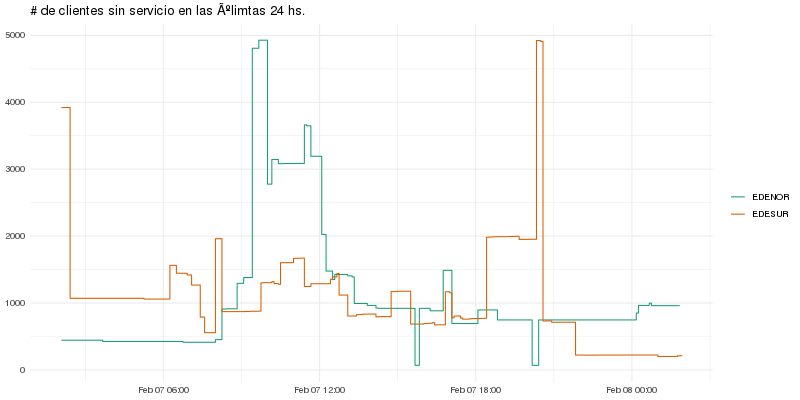 # de clientes sin servicio en las Ãºlimtas 24 hs.
5000
4000
3000
2000
1000
0
Feb 07 06:00
Feb 07 12:00
Feb 07 18:00
Feb 08 00:00
EDENOR
EDESUR